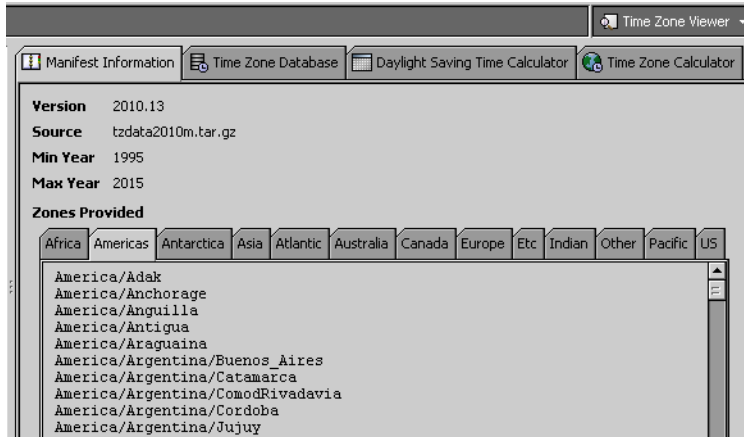 Time Zone Viewer
Manifest Information Time Zone Database Daylight Saving Time Calculator Time Zone Calculator
Version 2010.13
Source tzdata2010m.tar.gz
Min Year 1995
Max Year 2015
Zones Provided
Africa Americas Antarctica Asia Atlantic Australia Canada Europe Etc Indian Other Pacific US
America/Adak
America/Anchorage
America/Anguilla
America/Antigua
America/Araguaina
America/Argentina/Buenos_Aires
America/Argentina/Catamarca
America/Argentina/ComodRivadavia
America/Argentina/Cordoba
America/Argentina/Jujuy